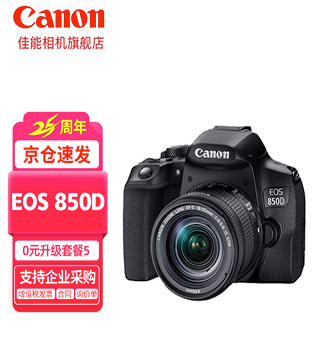 Canon
佳能相机旗舰店
25周年
京仓速发
EOS 850D
0元升级套餐5
支持企业采购
增值税发票 合同 询价单
Canon
EOS
850D